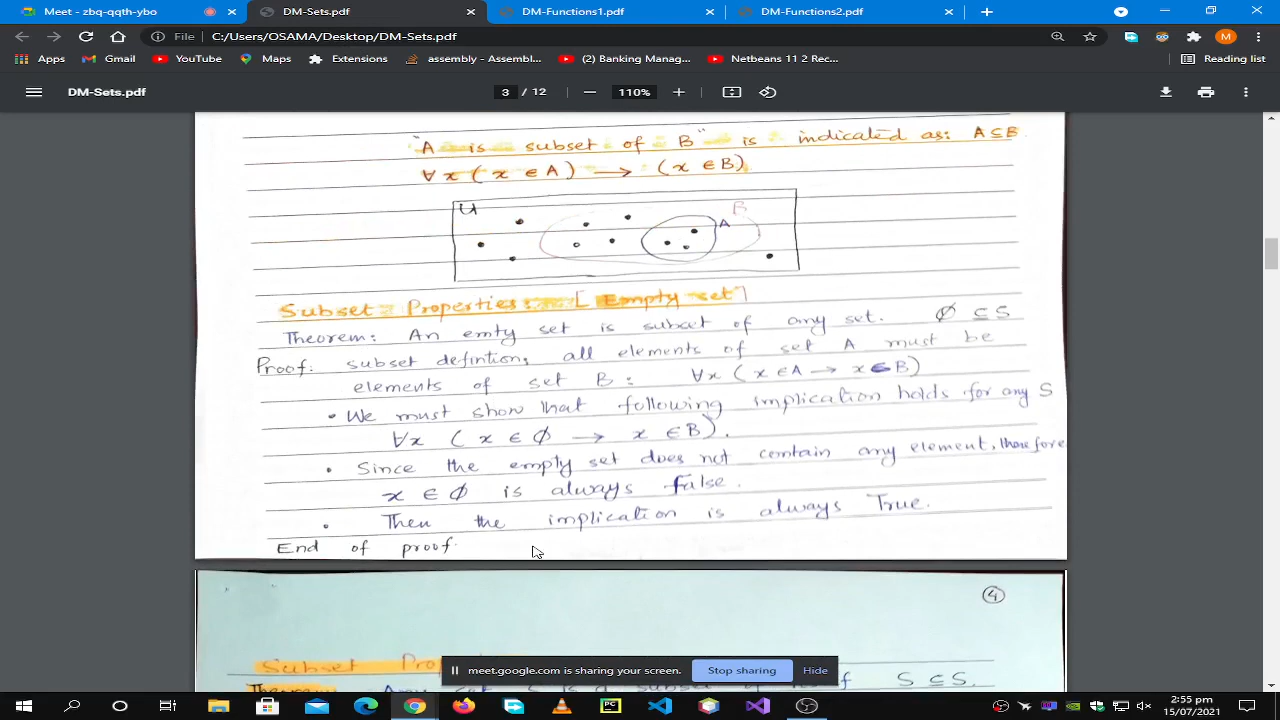 Meet - zbq-qqth-ybo
DM-Sets.pdf
DM-Functions1.pdf
DM-Functions2.pdf
File C:/Users/OSAMA/Desktop/DM-Sets.pdf
Apps Gmail YouTube Maps Extensions assembly - Assembl... (2) Banking Manag... Netbeans 11 2 Rec... Reading list
DM-Sets.pdf 3 / 12 110%
"A is subset of B" is indicated as: A ⊆ B
∀x (x ∈ A) → (x ∈ B)
U
B
A
Subset Properties: [Empty set]
Theorem: An emty set is subset of any set. ∅ ⊆ S
Proof: subset defintion, all elements of set A must be
elements of set B: ∀x (x ∈ A → x ∈ B)
• We must show that following implication holds for any S
∀x (x ∈ ∅ → x ∈ B).
• Since the empty set does not contain any element, therefore
x ∈ ∅ is always false.
• Then the implication is always True.
End of proof.
4
Subset Pro
meet.google.com is sharing your screen. Stop sharing Hide
S ⊆ S.
2:55 pm
15/07/2021